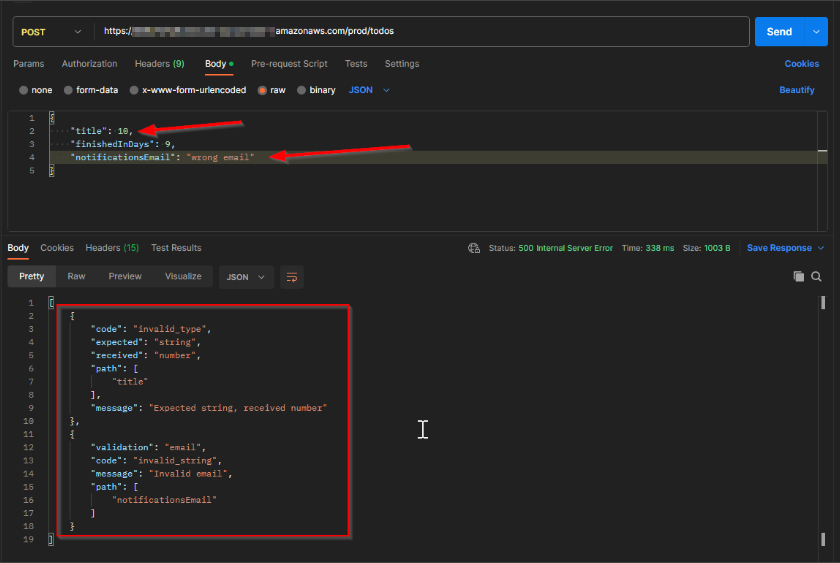 POST https:// amazonaws.com/prod/todos Send
Params Authorization Headers (9) Body Pre-request Script Tests Settings Cookies
none form-data x-www-form-urlencoded raw binary JSON Beautify
1 {
2 "title": 10,
3 "finishedInDays": 9,
4 "notificationsEmail": "wrong email"
5 }
Body Cookies Headers (15) Test Results Status: 500 Internal Server Error Time: 338 ms Size: 1003 B Save Response
Pretty Raw Preview Visualize JSON
1 [
2 {
3 "code": "invalid_type",
4 "expected": "string",
5 "received": "number",
6 "path": [
7 "title"
8 ],
9 "message": "Expected string, received number"
10 },
11 {
12 "validation": "email",
13 "code": "invalid_string",
14 "message": "Invalid email",
15 "path": [
16 "notificationsEmail"
17 ]
18 }
19 ]